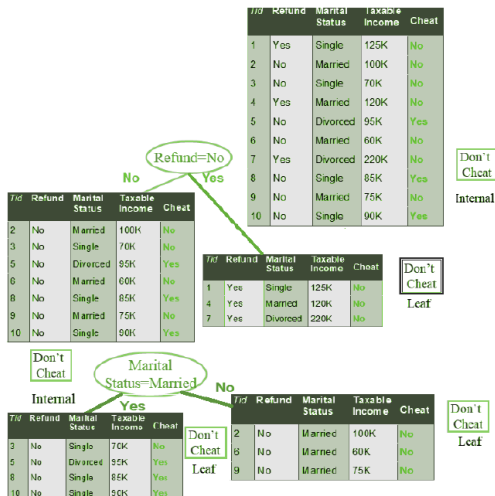 Tid Refund Marital Status Taxable Income Cheat
1 Yes Single 125K No
2 No Married 100K No
3 No Single 70K No
4 Yes Married 120K No
5 No Divorced 95K Yes
6 No Married 60K No
7 Yes Divorced 220K No
8 No Single 85K Yes
9 No Married 75K No
10 No Single 90K Yes
Don't
Cheat
Internal
Refund=No
No
Yes
Tid Refund Marital Status Taxable Income Cheat
2 No Married 100K No
3 No Single 70K No
5 No Divorced 95K Yes
6 No Married 60K No
8 No Single 85K Yes
9 No Married 75K No
10 No Single 90K Yes
Tid Refund Marital Status Taxable Income Cheat
1 Yes Single 125K No
4 Yes Married 120K No
7 Yes Divorced 220K No
Don't
Cheat
Leaf
Don't
Cheat
Internal
Marital
Status=Married
Yes
No
Tid Refund Marital Status Taxable Income Cheat
3 No Single 70K No
5 No Divorced 95K Yes
8 No Single 85K Yes
10 No Single 90K Yes
Don't
Cheat
Leaf
Tid Refund Marital Status Taxable Income Cheat
2 No Married 100K No
6 No Married 60K No
9 No Married 75K No
Don't
Cheat
Leaf